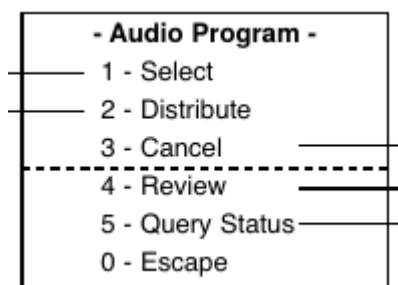 - Audio Program -
1 - Select
2 - Distribute
3 - Cancel
4 - Review
5 - Query Status
0 - Escape